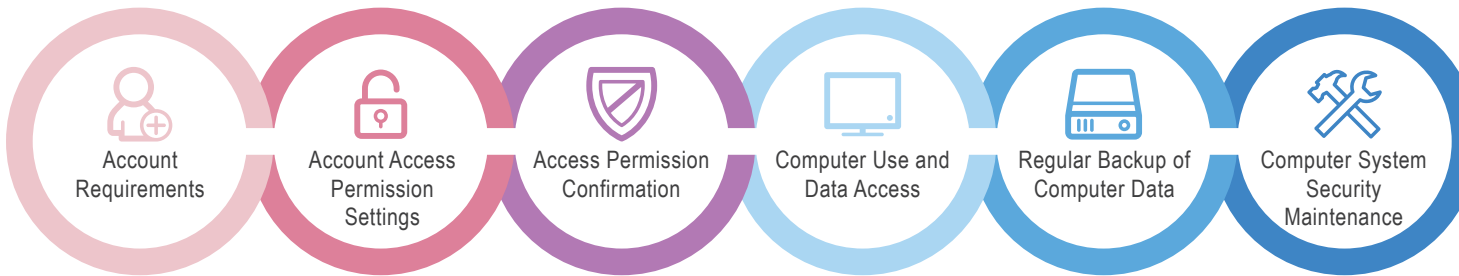 Account
Requirements
Account Access
Permission
Settings
Access Permission
Confirmation
Computer Use and
Data Access
Regular Backup of
Computer Data
Computer System
Security
Maintenance